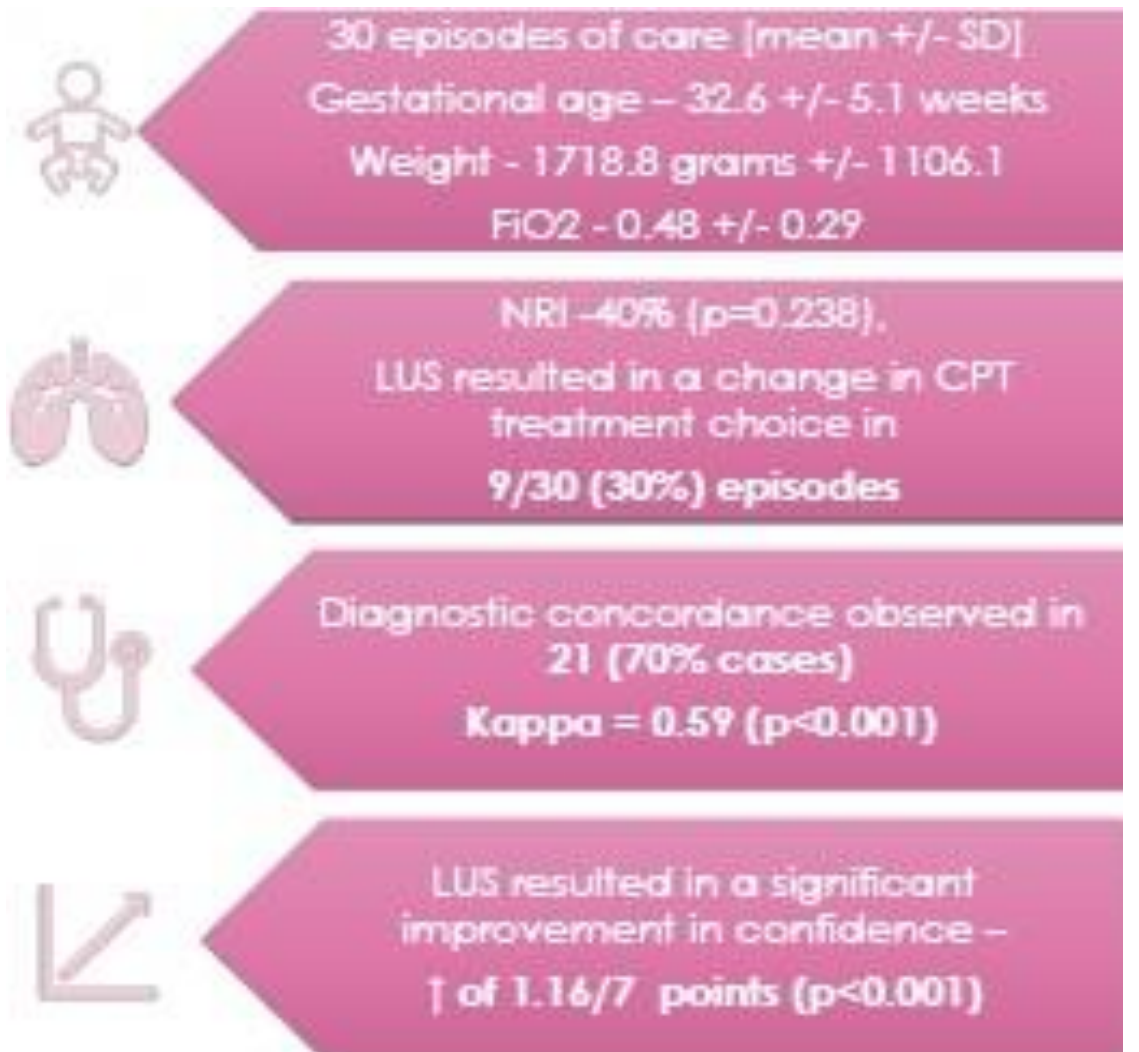 30 episodes of care [mean +/- SD]
Gestational age – 32.6 +/- 5.1 weeks
Weight - 1718.8 grams +/- 1106.1
FiO2 - 0.48 +/- 0.29
NRI -40% (p=0.238).
LUS resulted in a change in CPT
treatment choice in
9/30 (30%) episodes
Diagnostic concordance observed in
21 (70% cases)
Kappa = 0.59 (p<0.001)
LUS resulted in a significant
improvement in confidence –
↑ of 1.16/7 points (p<0.001)